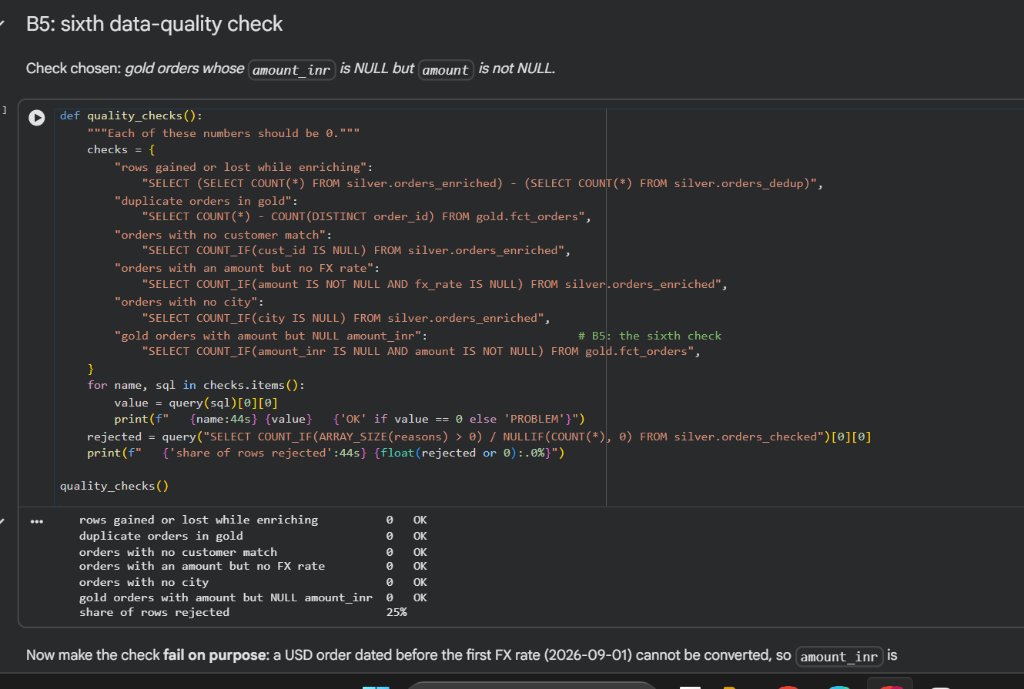 B5: sixth data-quality check
Check chosen: gold orders whose amount_inr is NULL but amount is not NULL.
]
def quality_checks():
    """Each of these numbers should be 0."""
    checks = {
        "rows gained or lost while enriching":
            "SELECT (SELECT COUNT(*) FROM silver.orders_enriched) - (SELECT COUNT(*) FROM silver.orders_dedup)",
        "duplicate orders in gold":
            "SELECT COUNT(*) - COUNT(DISTINCT order_id) FROM gold.fct_orders",
        "orders with no customer match":
            "SELECT COUNT_IF(cust_id IS NULL) FROM silver.orders_enriched",
        "orders with an amount but no FX rate":
            "SELECT COUNT_IF(amount IS NOT NULL AND fx_rate IS NULL) FROM silver.orders_enriched",
        "orders with no city":
            "SELECT COUNT_IF(city IS NULL) FROM silver.orders_enriched",
        "gold orders with amount but NULL amount_inr":                      # B5: the sixth check
            "SELECT COUNT_IF(amount_inr IS NULL AND amount IS NOT NULL) FROM gold.fct_orders",
    }
    for name, sql in checks.items():
        value = query(sql)[0][0]
        print(f"   {name:44s} {value}   {'OK' if value == 0 else 'PROBLEM'}")
    rejected = query("SELECT COUNT_IF(ARRAY_SIZE(reasons) > 0) / NULLIF(COUNT(*), 0) FROM silver.orders_checked")[0][0]
    print(f"   {'share of rows rejected':44s} {float(rejected or 0):.0%}")
quality_checks()
... rows gained or lost while enriching          0   OK
duplicate orders in gold                     0   OK
orders with no customer match                0   OK
orders with an amount but no FX rate         0   OK
orders with no city                          0   OK
gold orders with amount but NULL amount_inr  0   OK
share of rows rejected                       25%
Now make the check fail on purpose: a USD order dated before the first FX rate (2026-09-01) cannot be converted, so amount_inr is